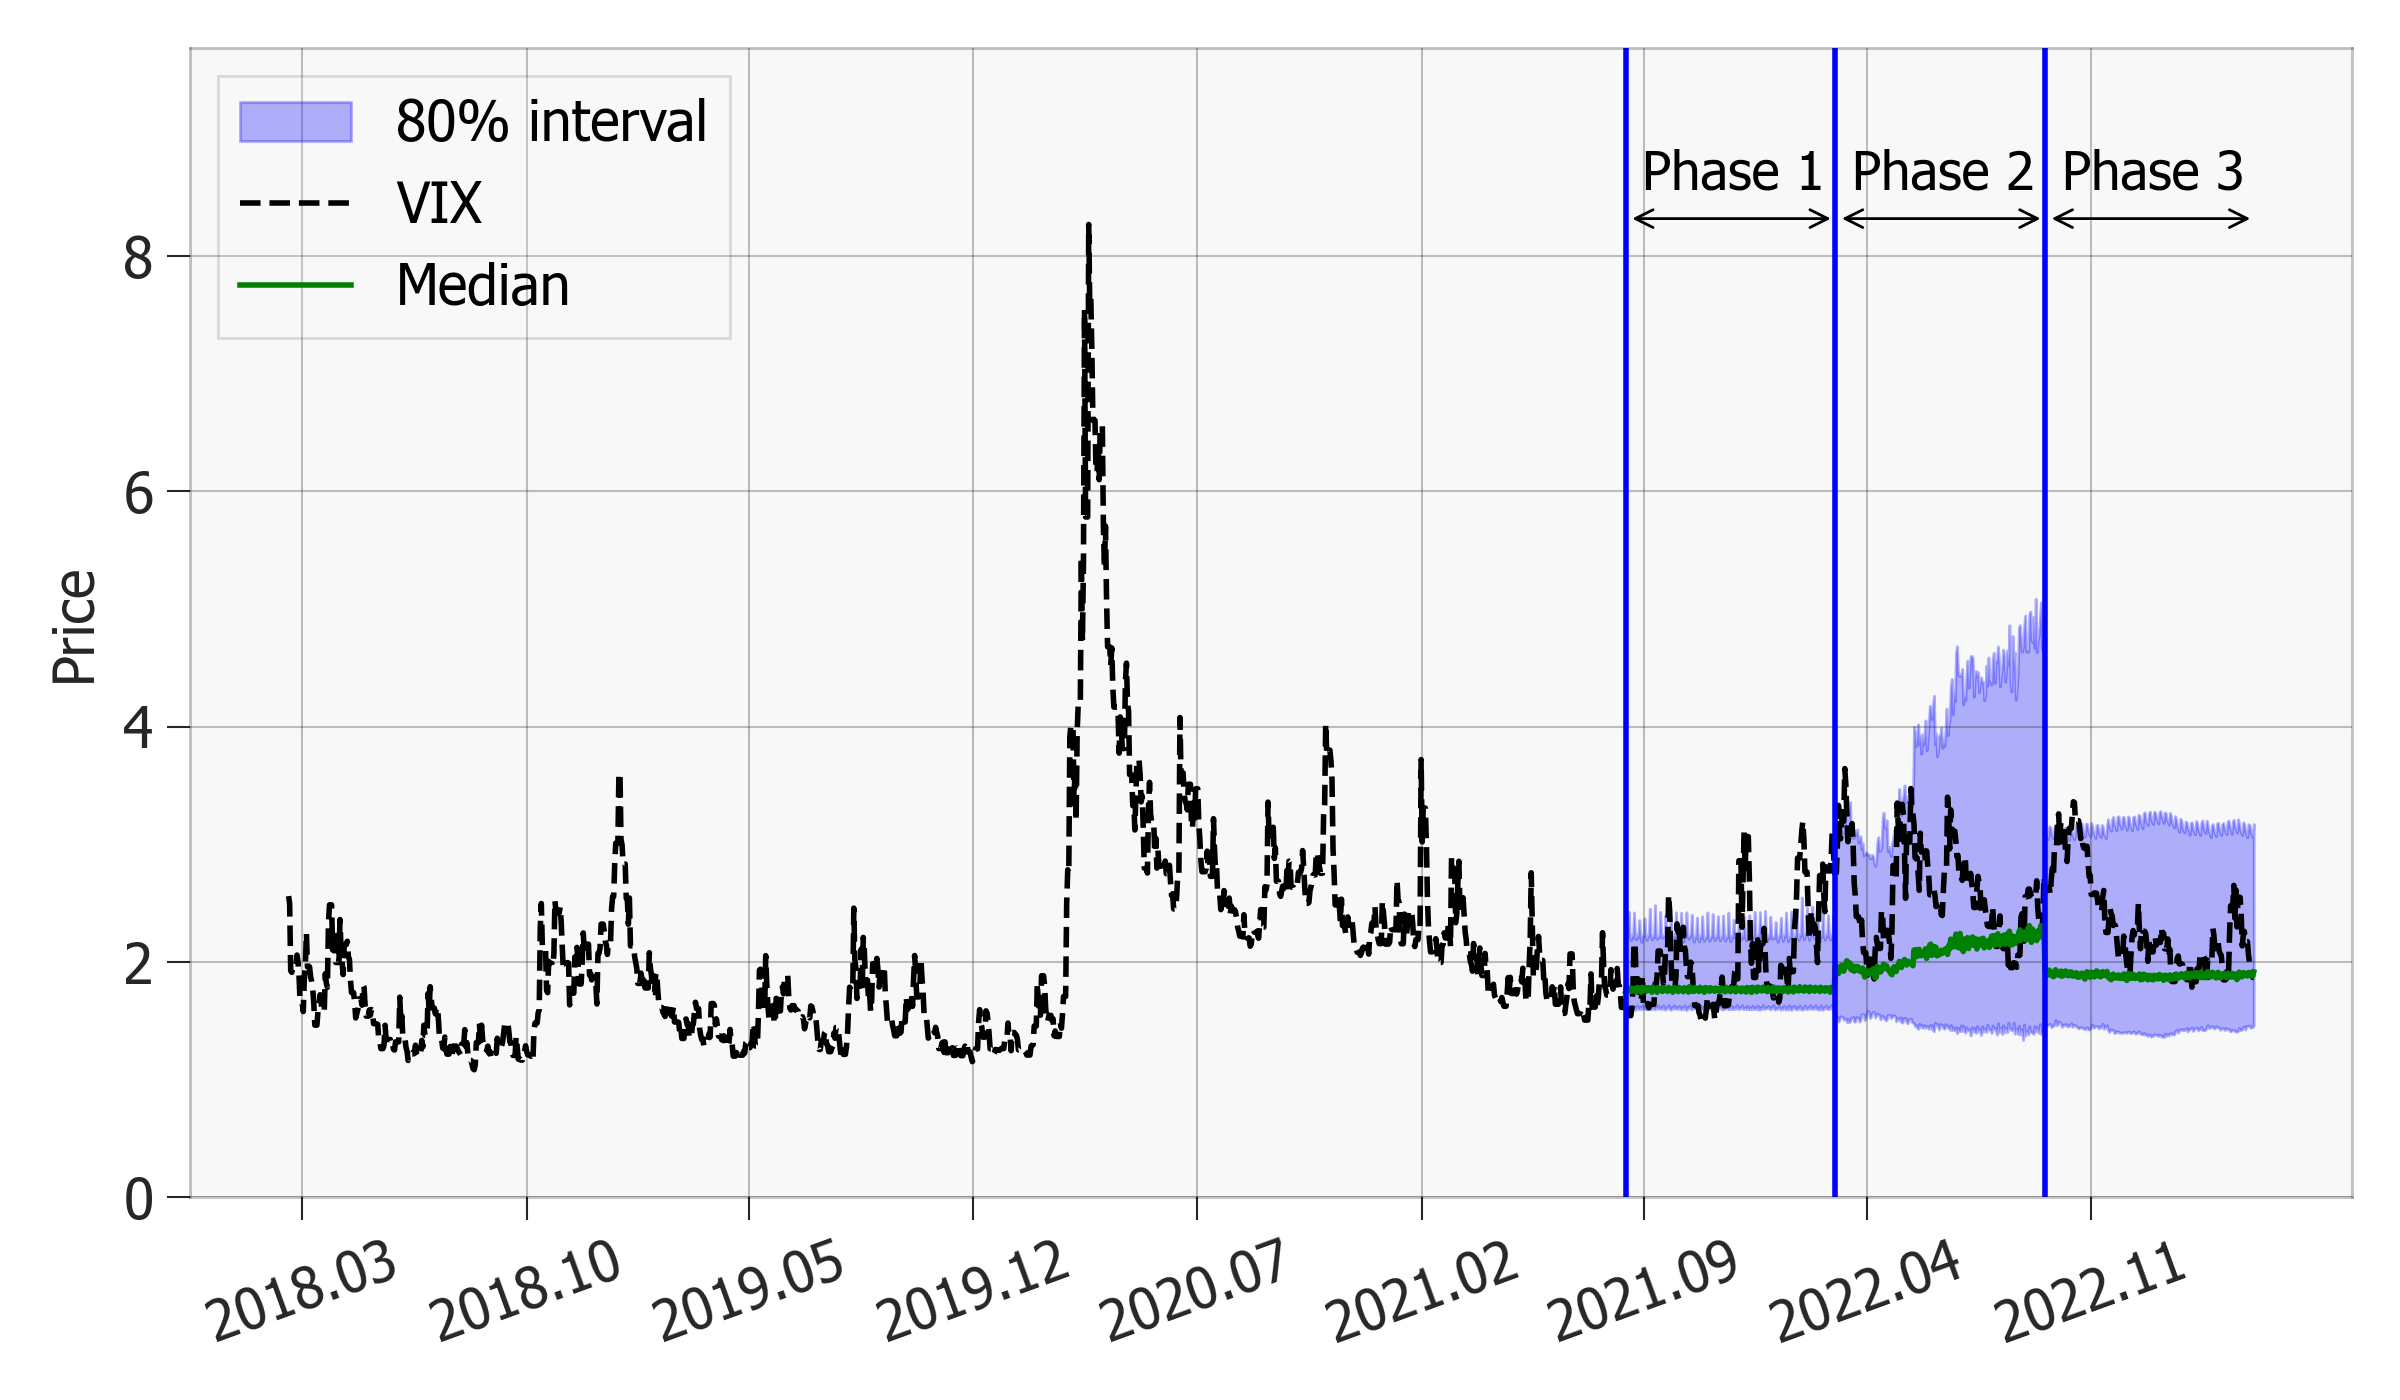 80% interval
VIX
Median
Phase 1
Phase 2
Phase 3
Price
8
6
4
2
0
2018.03
2018.10
2019.05
2019.12
2020.07
2021.02
2021.09
2022.04
2022.11